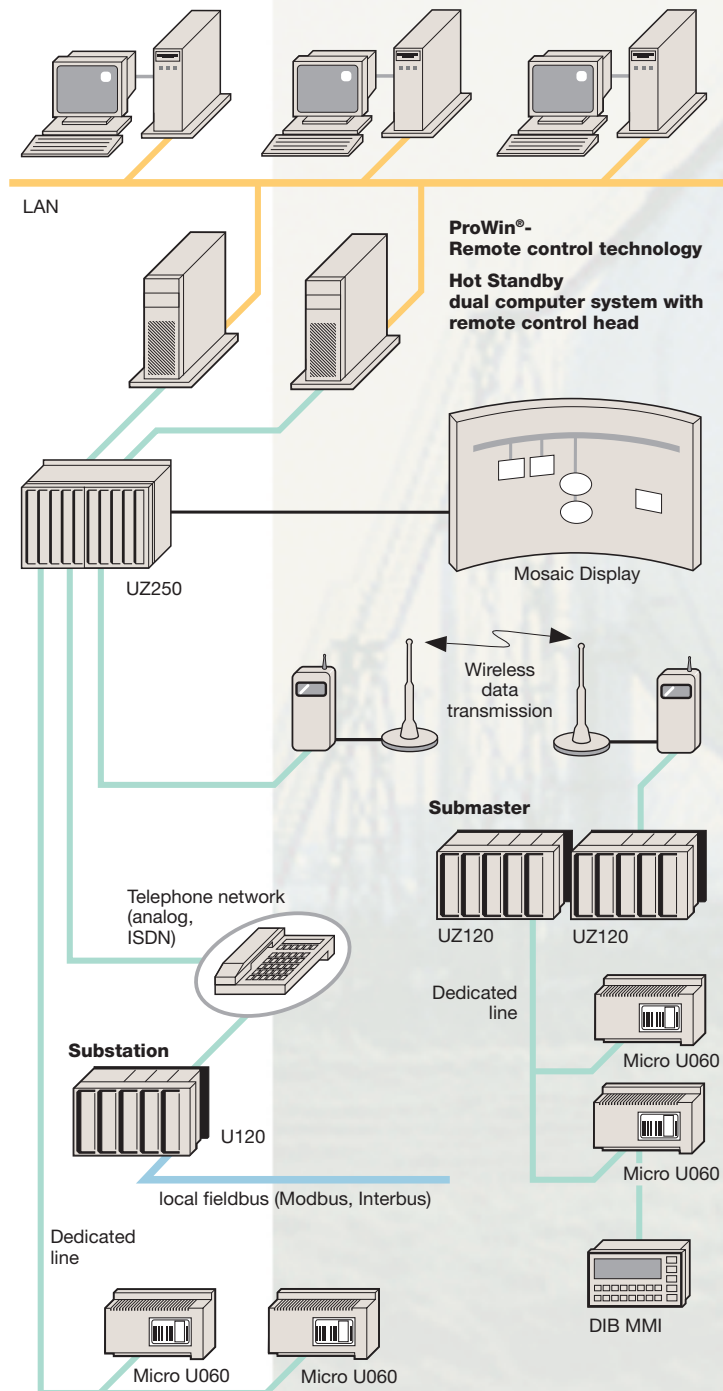 LAN
ProWin®-
Remote control technology
Hot Standby
dual computer system with
remote control head
Mosaic Display
UZ250
Wireless
data
transmission
Submaster
UZ120
UZ120
Telephone network
(analog,
ISDN)
Dedicated
line
Micro U060
Substation
U120
Micro U060
local fieldbus (Modbus, Interbus)
Dedicated
line
DIB MMI
Micro U060
Micro U060